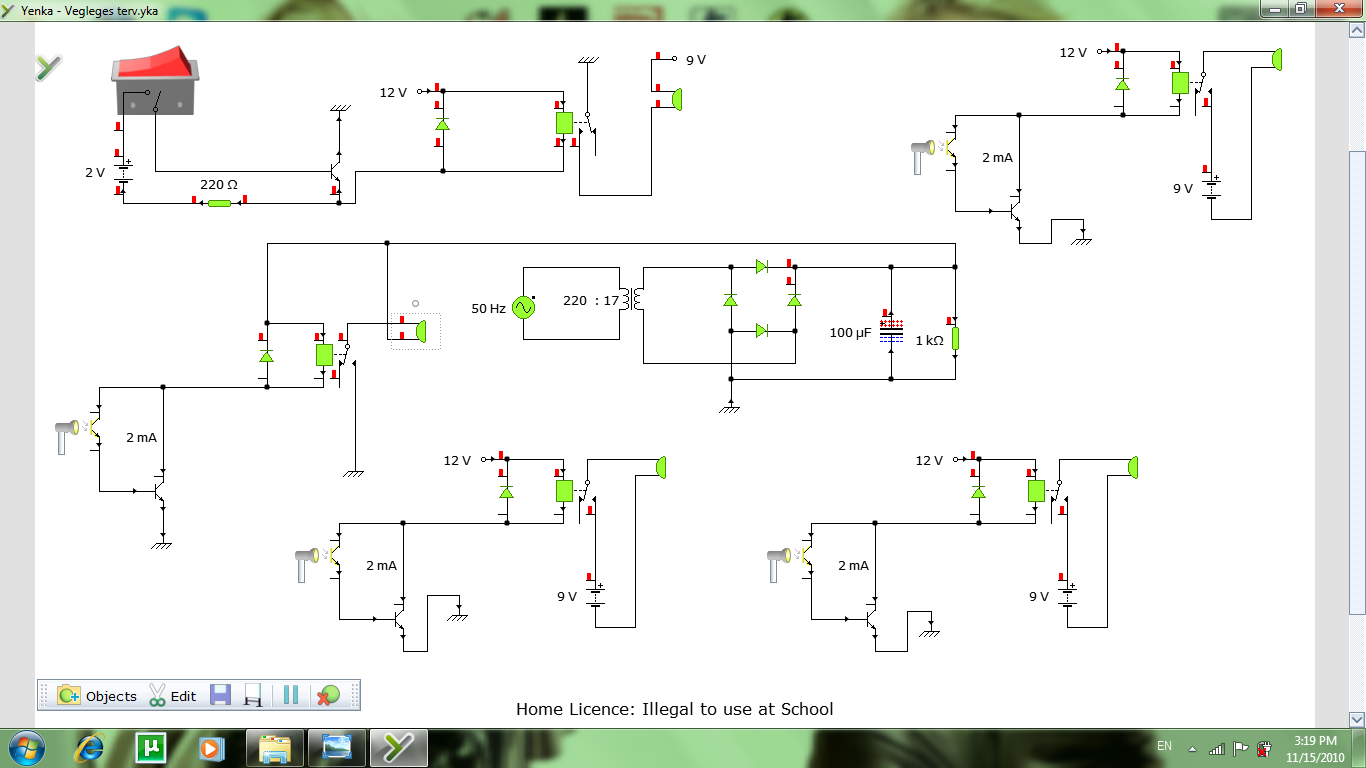 Yenka - Vegleges terv.yka
12 V
9 V
12 V
2 V
220 Ω
2 mA
9 V
50 Hz
220 : 17
100 µF
1 kΩ
2 mA
12 V
12 V
2 mA
2 mA
9 V
9 V
Objects
Edit
Home Licence: Illegal to use at School
EN
3:19 PM
11/15/2010